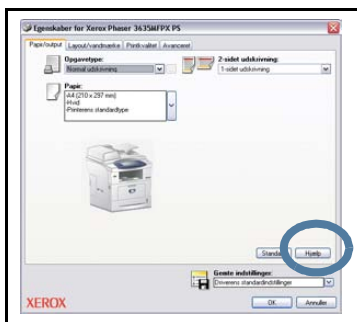 Egenskaber for Xerox Phaser 3635MFPX PS
Papir/output Layout/vandmærke Printkvalitet Avanceret
Opgavetype:
Normal udskrivning
2-sidet udskrivning:
1-sidet udskrivning
Papir:
-A4 (210 x 297 mm)
-Hvid
-Printerens standardtype
Standard
Hjælp
Gemte indstillinger:
Driverens standardindstillinger
XEROX
OK
Annuller